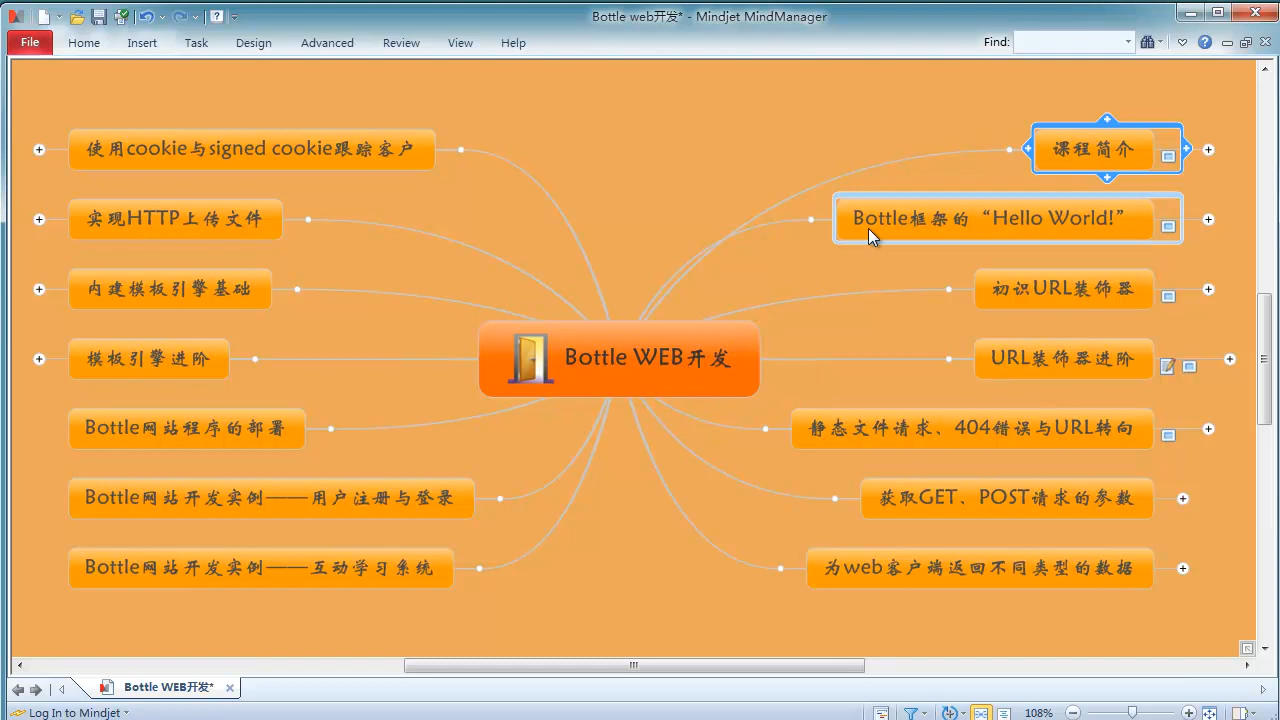 Bottle web开发* - Mindjet MindManager
File Home Insert Task Design Advanced Review View Help Find:
课程简介
Bottle框架的“Hello World!”
初识URL装饰器
URL装饰器进阶
静态文件请求、404错误与URL转向
获取GET、POST请求的参数
为web客户端返回不同类型的数据
Bottle WEB开发
使用cookie与signed cookie跟踪客户
实现HTTP上传文件
内建模板引擎基础
模板引擎进阶
Bottle网站程序的部署
Bottle网站开发实例——用户注册与登录
Bottle网站开发实例——互动学习系统
Bottle WEB开发*
Log In to Mindjet
108%